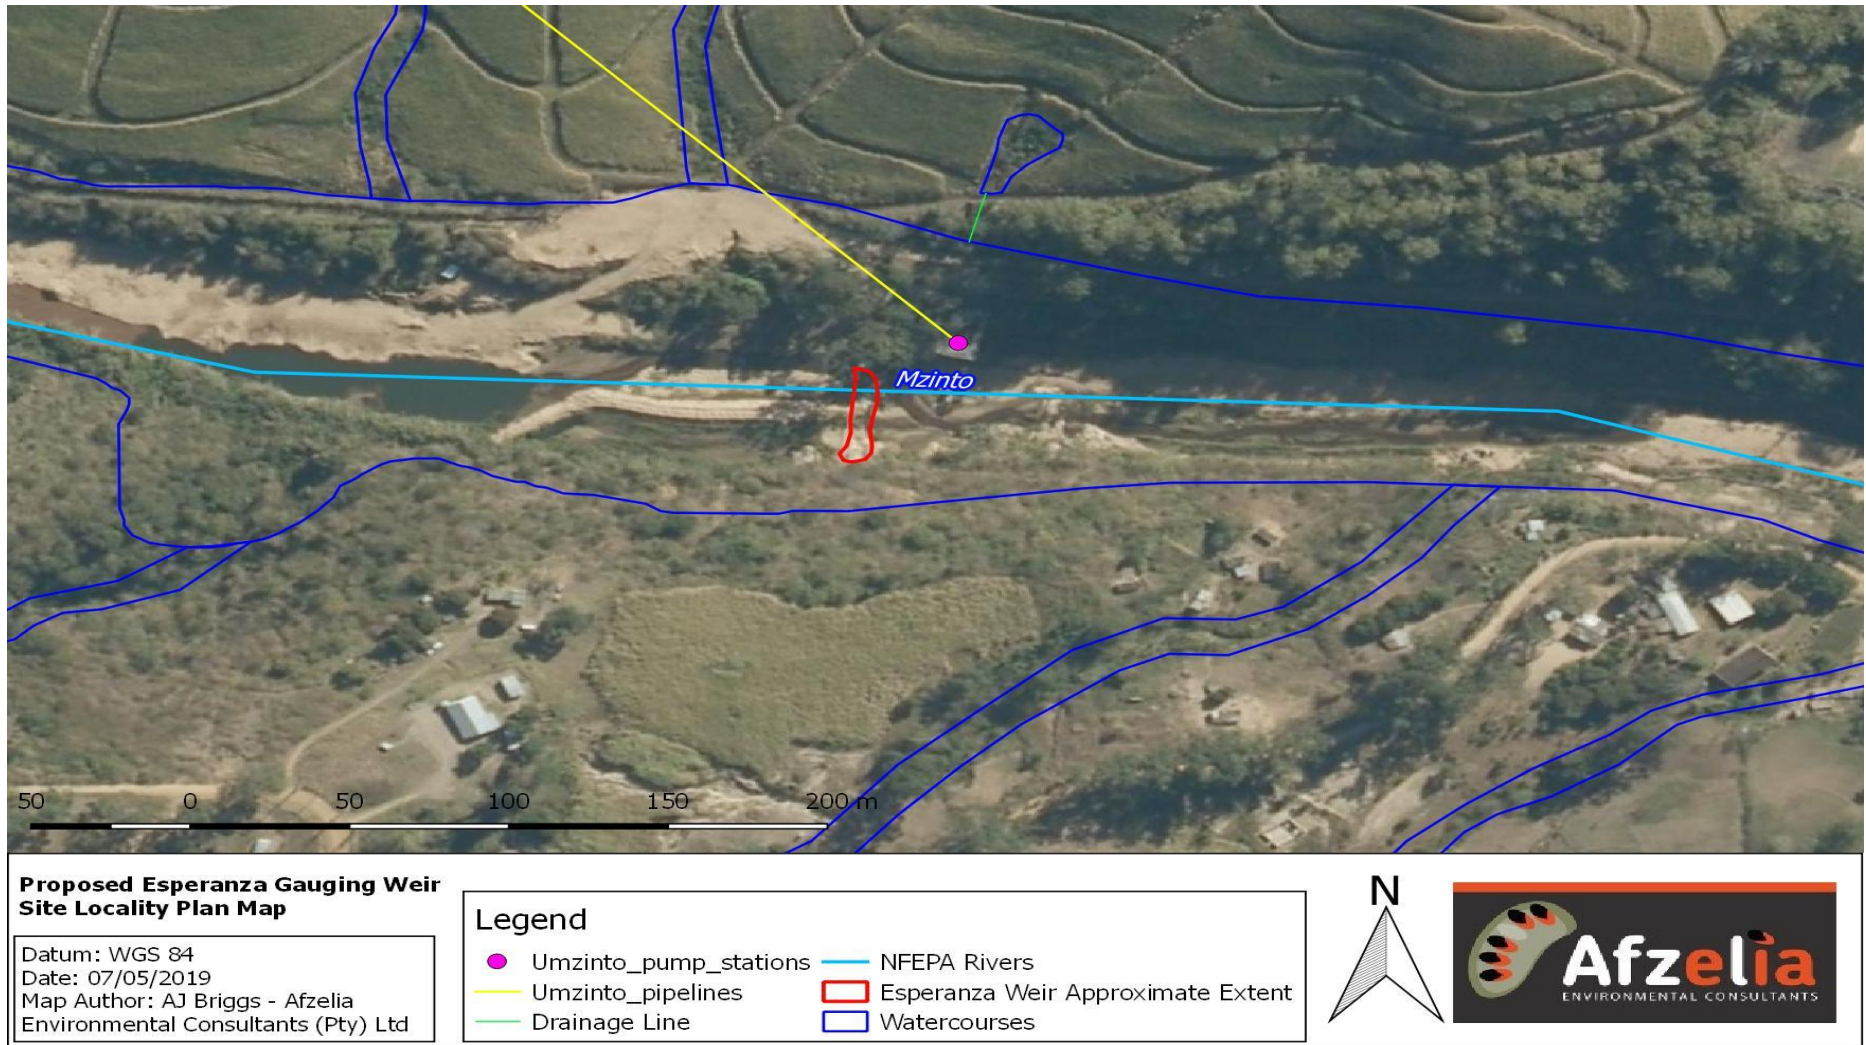 Mzinto
50 0 50 100 150 200 m
Proposed Esperanza Gauging Weir
Site Locality Plan Map
Datum: WGS 84
Date: 07/05/2019
Map Author: AJ Briggs - Afzelia
Environmental Consultants (Pty) Ltd
Legend
Umzinto_pump_stations
Umzinto_pipelines
Drainage Line
NFEPA Rivers
Esperanza Weir Approximate Extent
Watercourses
N
Afzelia
ENVIRONMENTAL CONSULTANTS